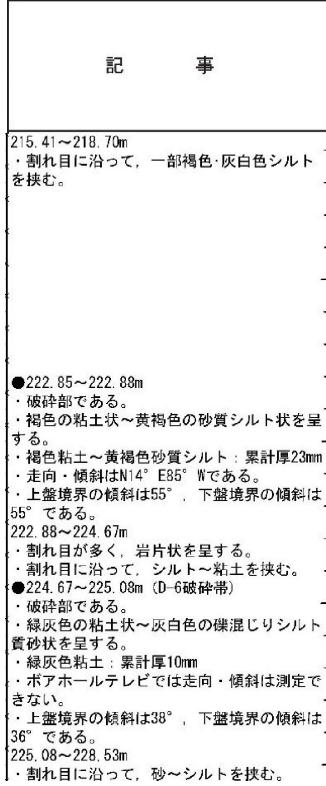 記 事
215.41～218.70m
・割れ目に沿って，一部褐色·灰白色シルト
を挟む。
●222.85～222.88m
・破砕部である。
・褐色の粘土状～黄褐色の砂質シルト状を呈
する。
・褐色粘土～黄褐色砂質シルト：累計厚23mm
・走向・傾斜はN14°E85°Wである。
・上盤境界の傾斜は55°，下盤境界の傾斜は
55°である。
222.88～224.67m
・割れ目が多く，岩片状を呈する。
・割れ目に沿って，シルト～粘土を挟む。
●224.67～225.08m（D-6破砕帯）
・破砕部である。
・緑灰色の粘土状～灰白色の礫混じりシルト
質砂状を呈する。
・緑灰色粘土：累計厚10mm
・ボアホールテレビでは走向・傾斜は測定で
きない。
・上盤境界の傾斜は38°，下盤境界の傾斜は
36°である。
225.08～228.53m
・割れ目に沿って，砂～シルトを挟む。